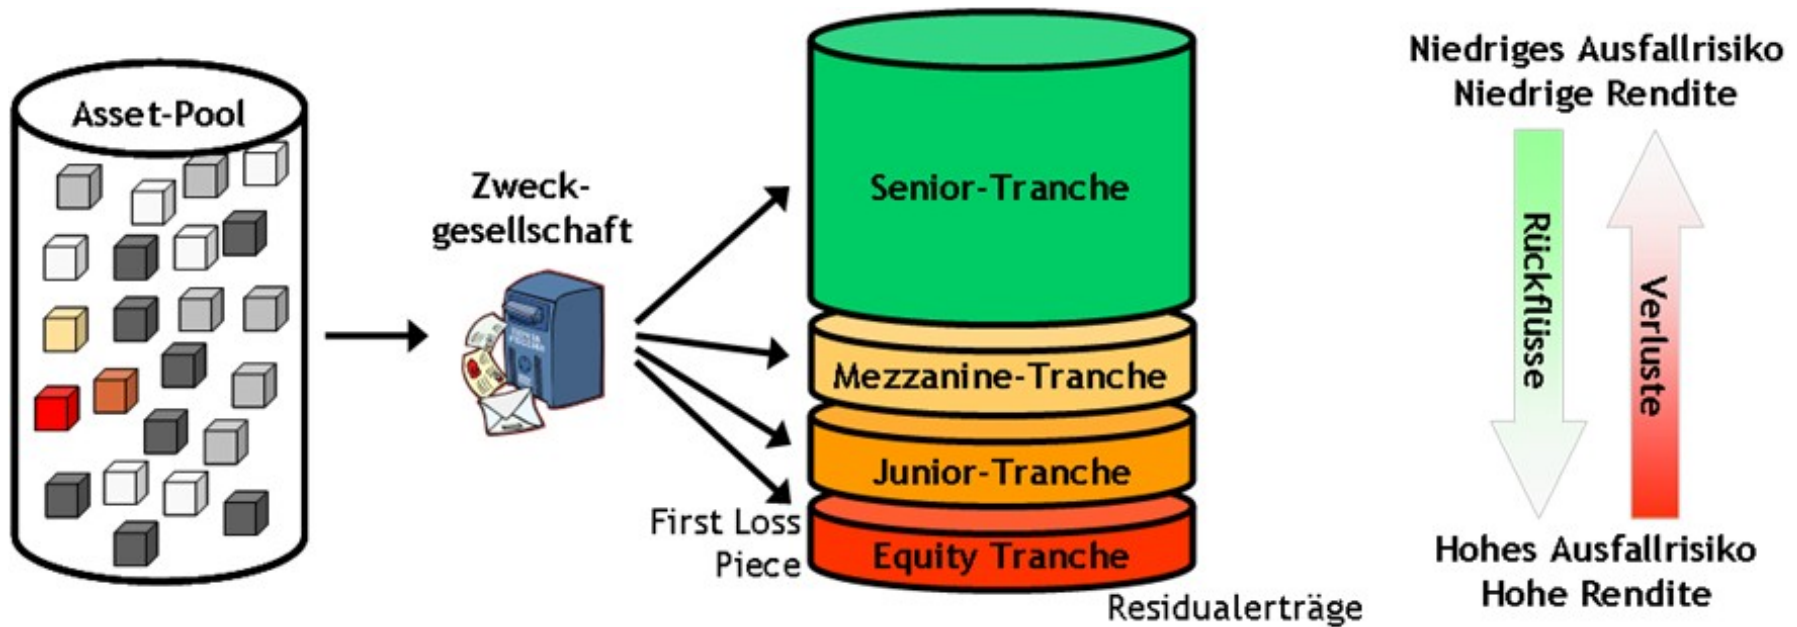 Asset-Pool
Zweck-
gesellschaft
Senior-Tranche
Mezzanine-Tranche
Junior-Tranche
First Loss
Piece
Equity Tranche
Residualerträge
Niedriges Ausfallrisiko
Niedrige Rendite
Rückflüsse
Verluste
Hohes Ausfallrisiko
Hohe Rendite